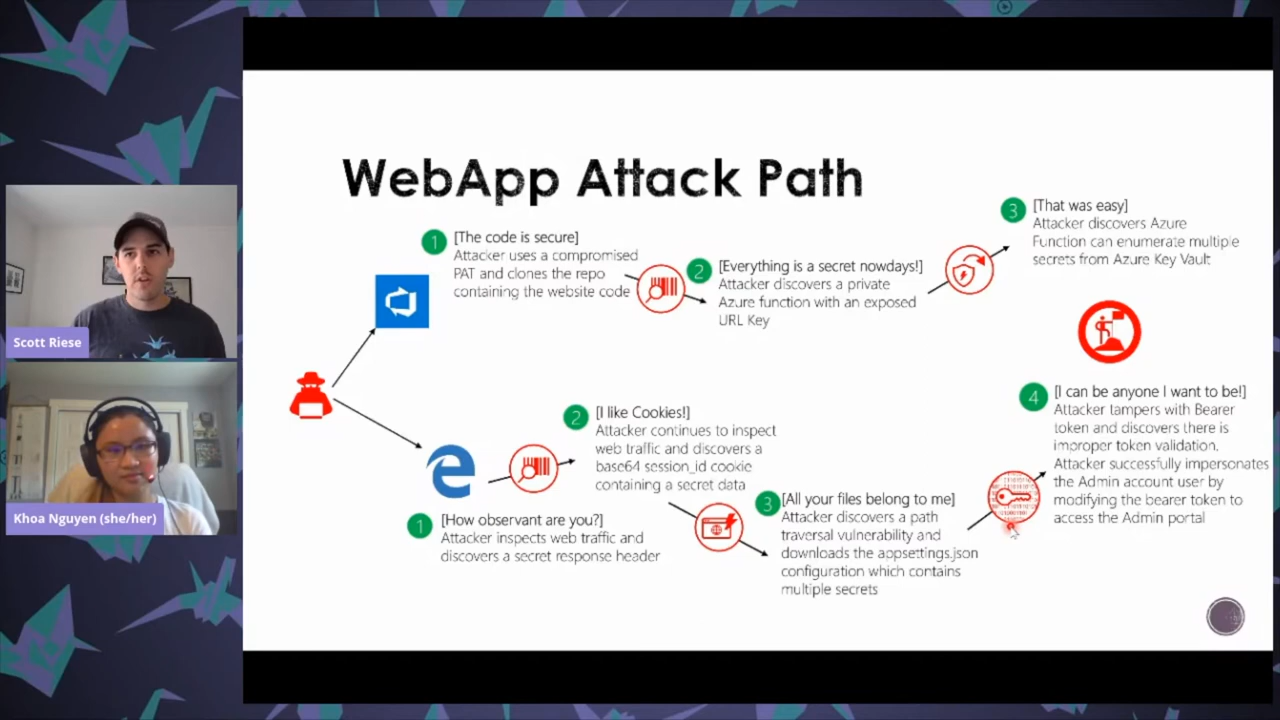 WebApp Attack Path
1
[The code is secure]
Attacker uses a compromised
PAT and clones the repo
containing the website code
2
[Everything is a secret nowdays!]
Attacker discovers a private
Azure function with an exposed
URL Key
3
[That was easy]
Attacker discovers Azure
Function can enumerate multiple
secrets from Azure Key Vault
1
[How observant are you?]
Attacker inspects web traffic and
discovers a secret response header
2
[I like Cookies!]
Attacker continues to inspect
web traffic and discovers a
base64 session_id cookie
containing a secret data
3
[All your files belong to me]
Attacker discovers a path
traversal vulnerability and
downloads the appsettings.json
configuration which contains
multiple secrets
4
[I can be anyone I want to be!]
Attacker tampers with Bearer
token and discovers there is
improper token validation.
Attacker successfully impersonates
the Admin account user by
modifying the bearer token to
access the Admin portal
Scott Riese
Khoa Nguyen (she/her)